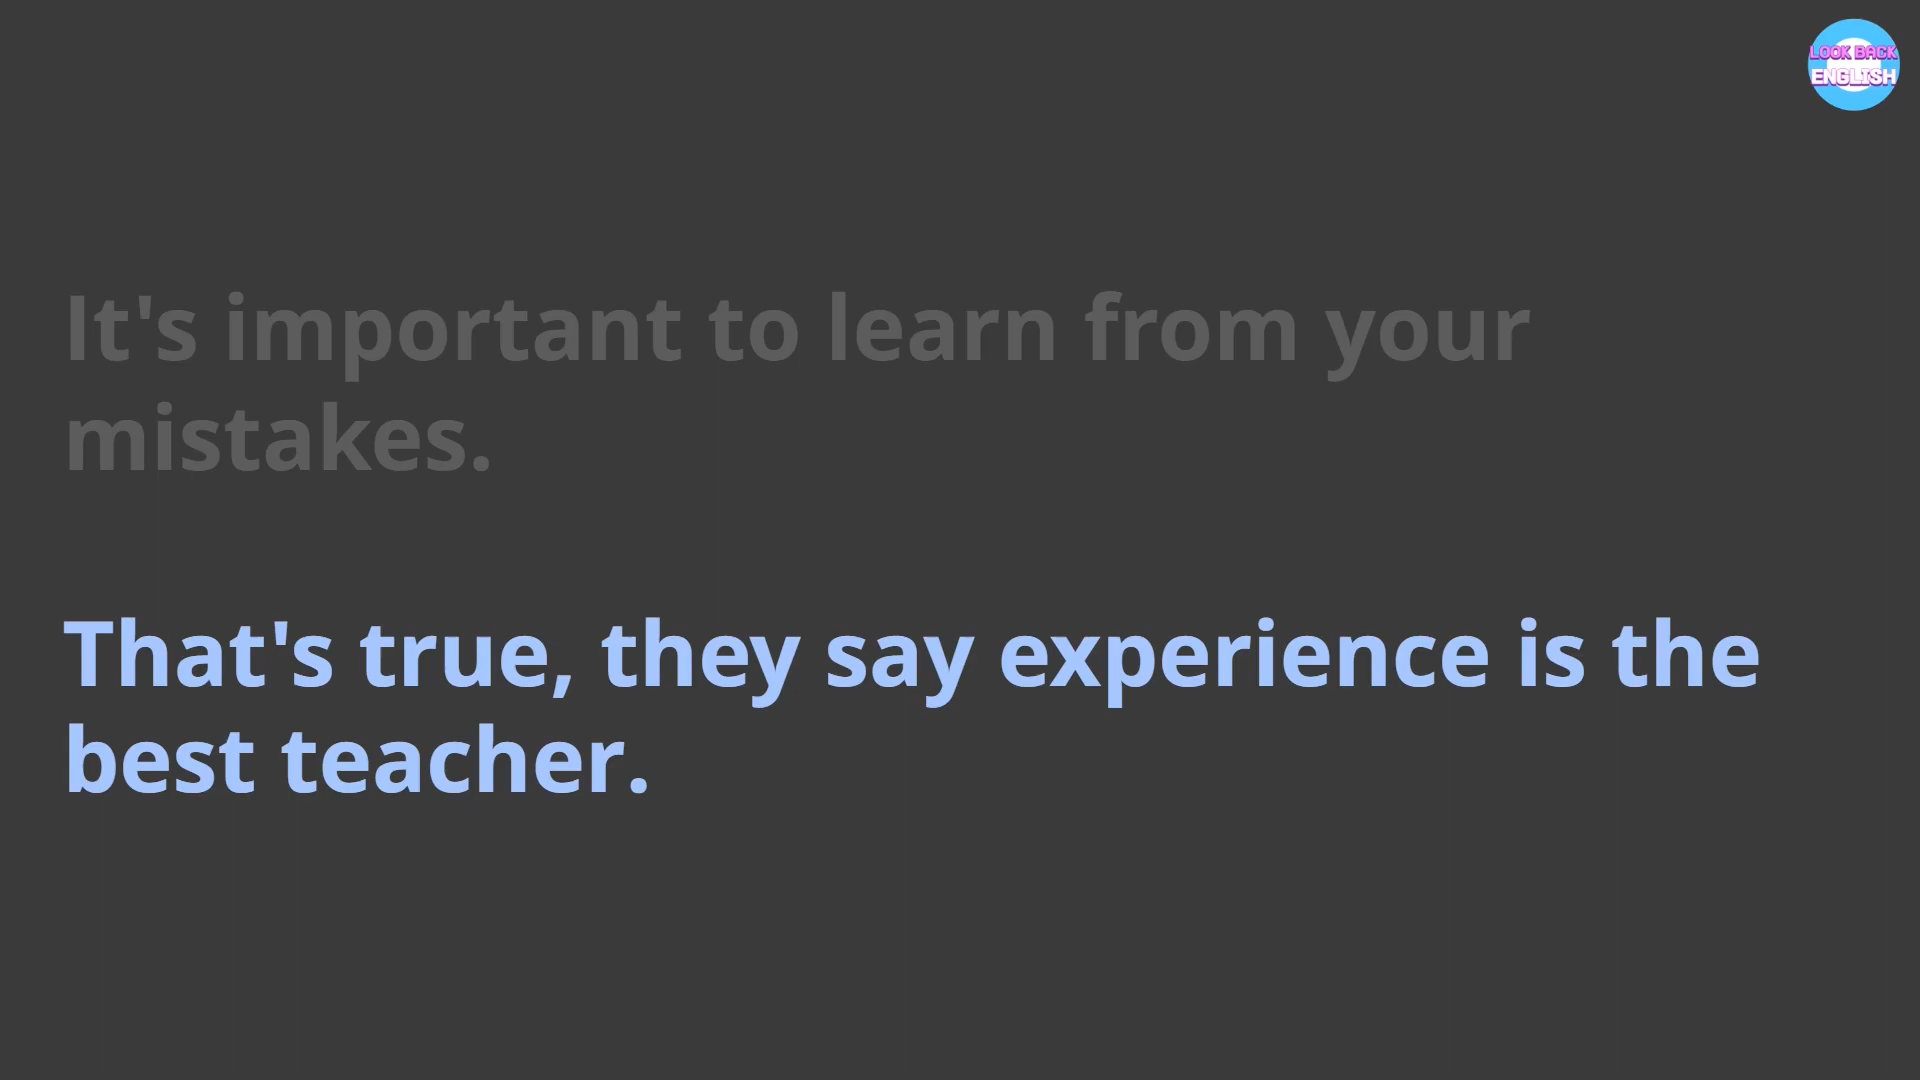 LOOK BACK
ENGLISH
It's important to learn from your
mistakes.
That's true, they say experience is the
best teacher.